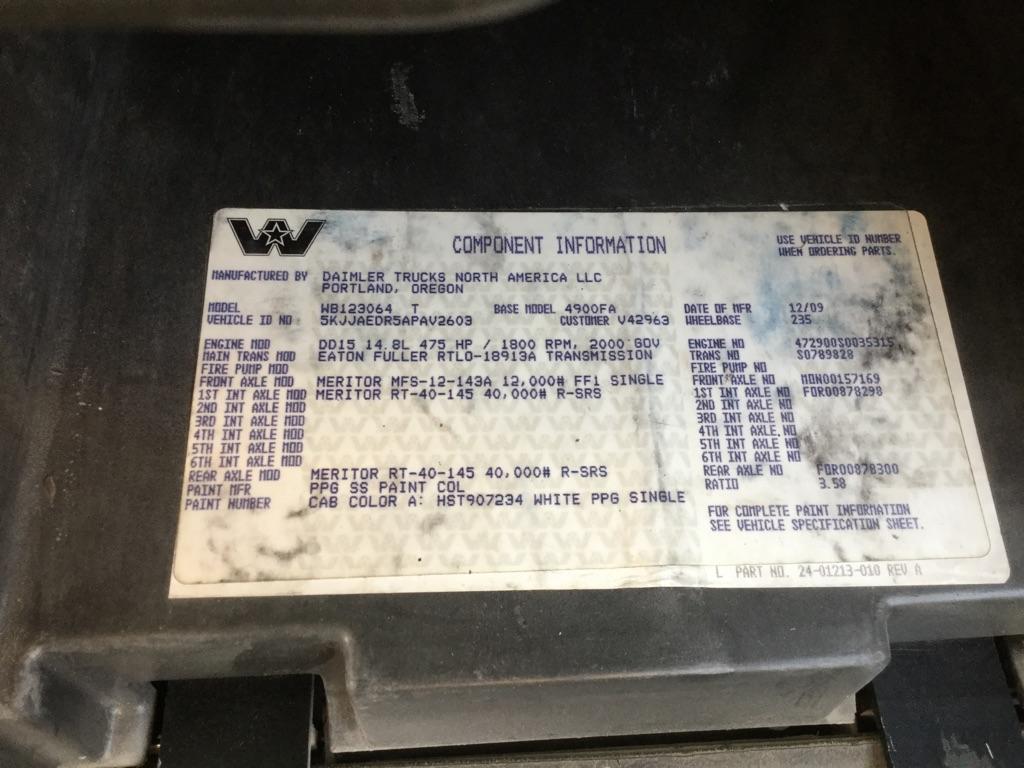 COMPONENT INFORMATION
USE VEHICLE ID NUMBER
WHEN ORDERING PARTS.
MANUFACTURED BY DAIMLER TRUCKS NORTH AMERICA LLC
PORTLAND, OREGON
MODEL WB123064 T BASE MODEL 4900FA DATE OF MFR 12/09
VEHICLE ID NO 5KJJAEDR5APAV2603 CUSTOMER V42963 WHEELBASE 235
ENGINE MOD DD15 14.8L 475 HP / 1800 RPM, 2000 GOV ENGINE NO 472900S0035315
MAIN TRANS MOD EATON FULLER RTLO-18913A TRANSMISSION TRANS NO S0789828
FIRE PUMP MOD FIRE PUMP NO
FRONT AXLE MOD MERITOR MFS-12-143A 12,000# FF1 SINGLE FRONT AXLE NO MON00157169
1ST INT AXLE MOD MERITOR RT-40-145 40,000# R-SRS 1ST INT AXLE NO FOR00878298
2ND INT AXLE MOD 2ND INT AXLE NO
3RD INT AXLE MOD 3RD INT AXLE NO
4TH INT AXLE MOD 4TH INT AXLE NO
5TH INT AXLE MOD 5TH INT AXLE NO
6TH INT AXLE MOD 6TH INT AXLE NO
REAR AXLE MOD MERITOR RT-40-145 40,000# R-SRS REAR AXLE NO FOR00878300
PAINT MFR PPG SS PAINT COL RATIO 3.58
PAINT NUMBER CAB COLOR A: HST907234 WHITE PPG SINGLE
FOR COMPLETE PAINT INFORMATION
SEE VEHICLE SPECIFICATION SHEET.
L PART NO. 24-01213-010 REV A